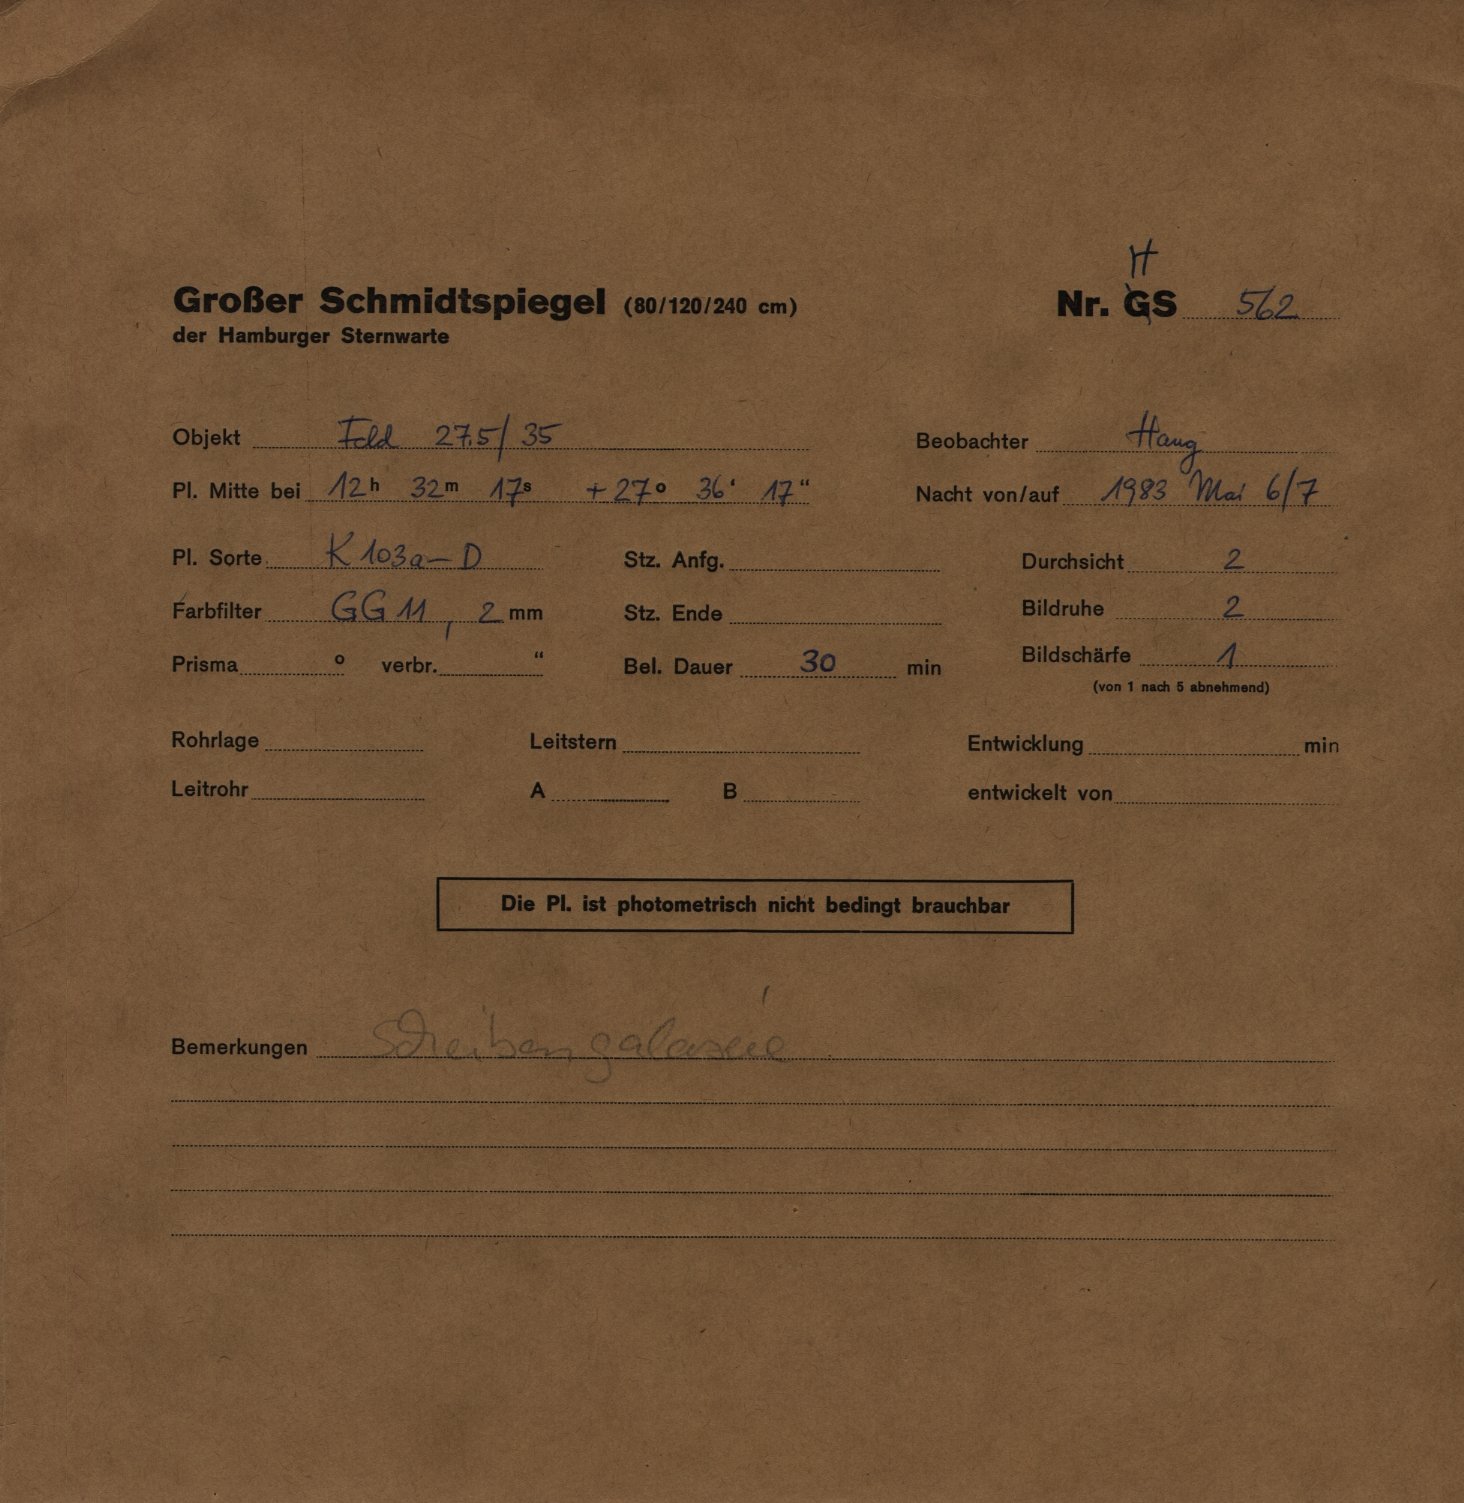 H
Großer Schmidtspiegel (80/120/240 cm) Nr. GS 562
der Hamburger Sternwarte
Objekt Feld 27.5/35 Beobachter Haug
Pl. Mitte bei 12h 32m 17s +27° 36' 17" Nacht von/auf 1983 Mai 6/7
Pl. Sorte K 103a-D Stz. Anfg. Durchsicht 2
Farbfilter GG 11, 2 mm Stz. Ende Bildruhe 2
Prisma ° verbr. " Bel. Dauer 30 min Bildschärfe 1
(von 1 nach 5 abnehmend)
Rohrlage Leitstern Entwicklung min
Leitrohr A B entwickelt von
Die Pl. ist photometrisch nicht bedingt brauchbar
Bemerkungen Scheibengalaxie